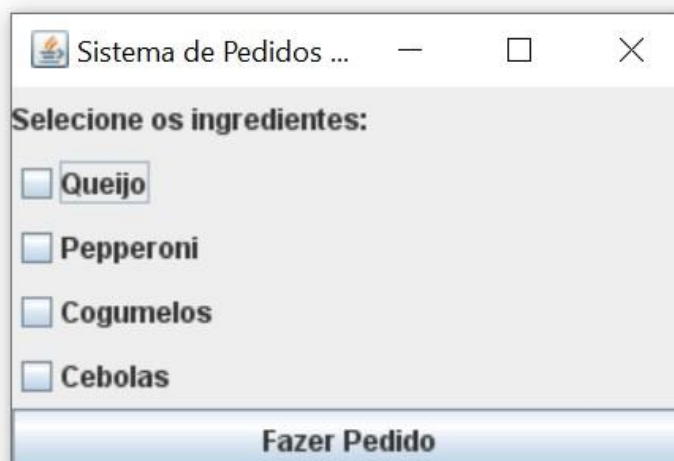 Sistema de Pedidos ...
Selecione os ingredientes:
Queijo
Pepperoni
Cogumelos
Cebolas
Fazer Pedido